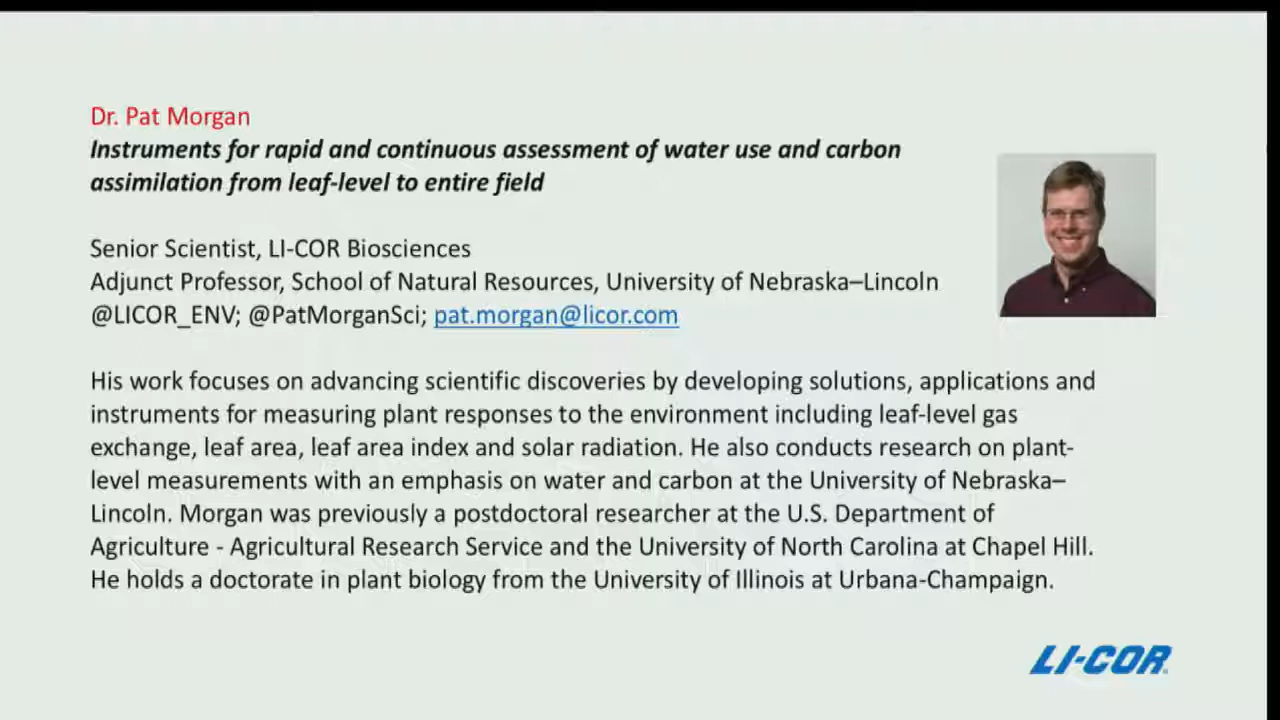 Dr. Pat Morgan
Instruments for rapid and continuous assessment of water use and carbon
assimilation from leaf-level to entire field
Senior Scientist, LI-COR Biosciences
Adjunct Professor, School of Natural Resources, University of Nebraska–Lincoln
@LICOR_ENV; @PatMorganSci; pat.morgan@licor.com
His work focuses on advancing scientific discoveries by developing solutions, applications and
instruments for measuring plant responses to the environment including leaf-level gas
exchange, leaf area, leaf area index and solar radiation. He also conducts research on plant-
level measurements with an emphasis on water and carbon at the University of Nebraska–
Lincoln. Morgan was previously a postdoctoral researcher at the U.S. Department of
Agriculture - Agricultural Research Service and the University of North Carolina at Chapel Hill.
He holds a doctorate in plant biology from the University of Illinois at Urbana-Champaign.
LI-COR®